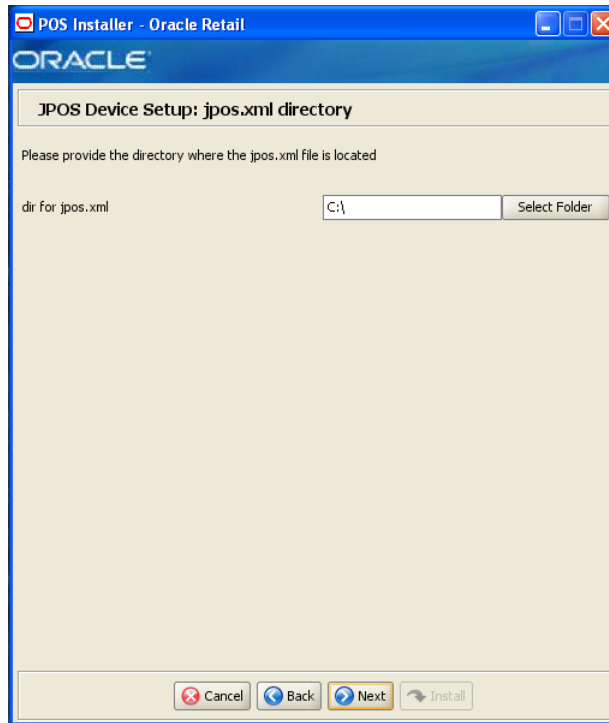 POS Installer - Oracle Retail
ORACLE
JPOS Device Setup: jpos.xml directory
Please provide the directory where the jpos.xml file is located
dir for jpos.xml C:\ Select Folder
Cancel Back Next Install